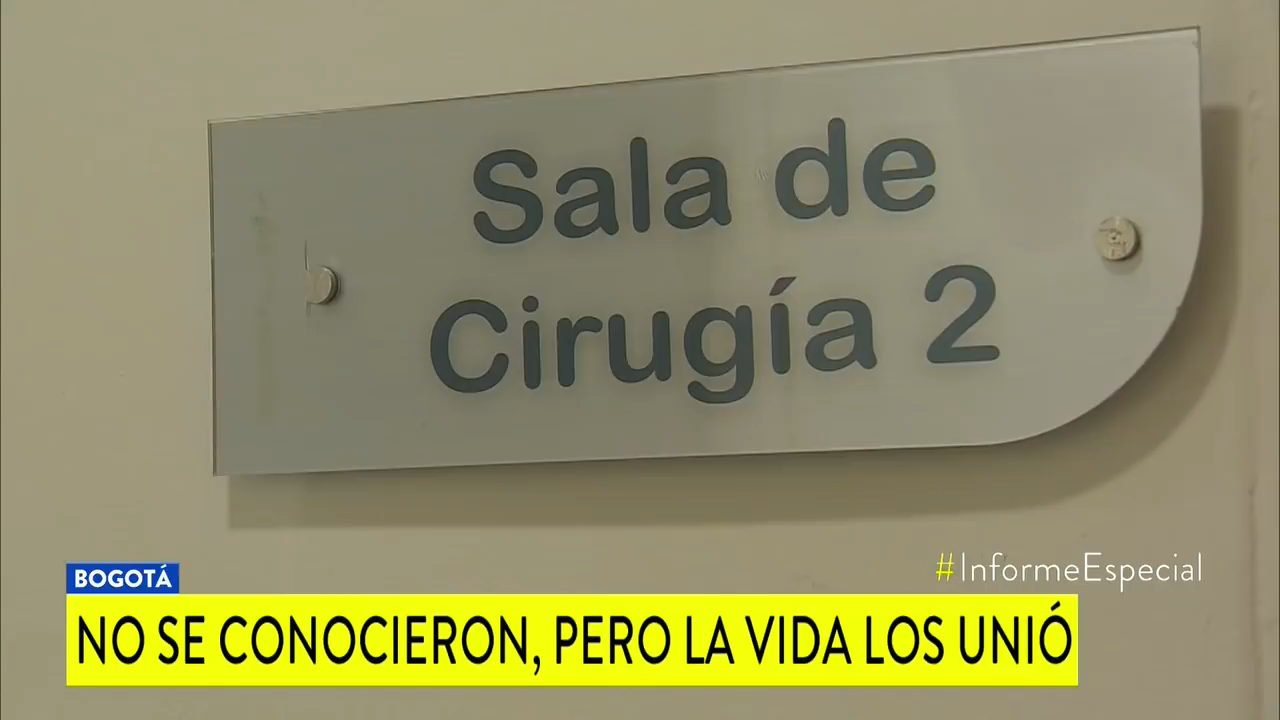 Sala de
Cirugía 2
#InformeEspecial
BOGOTÁ
NO SE CONOCIERON, PERO LA VIDA LOS UNIÓ